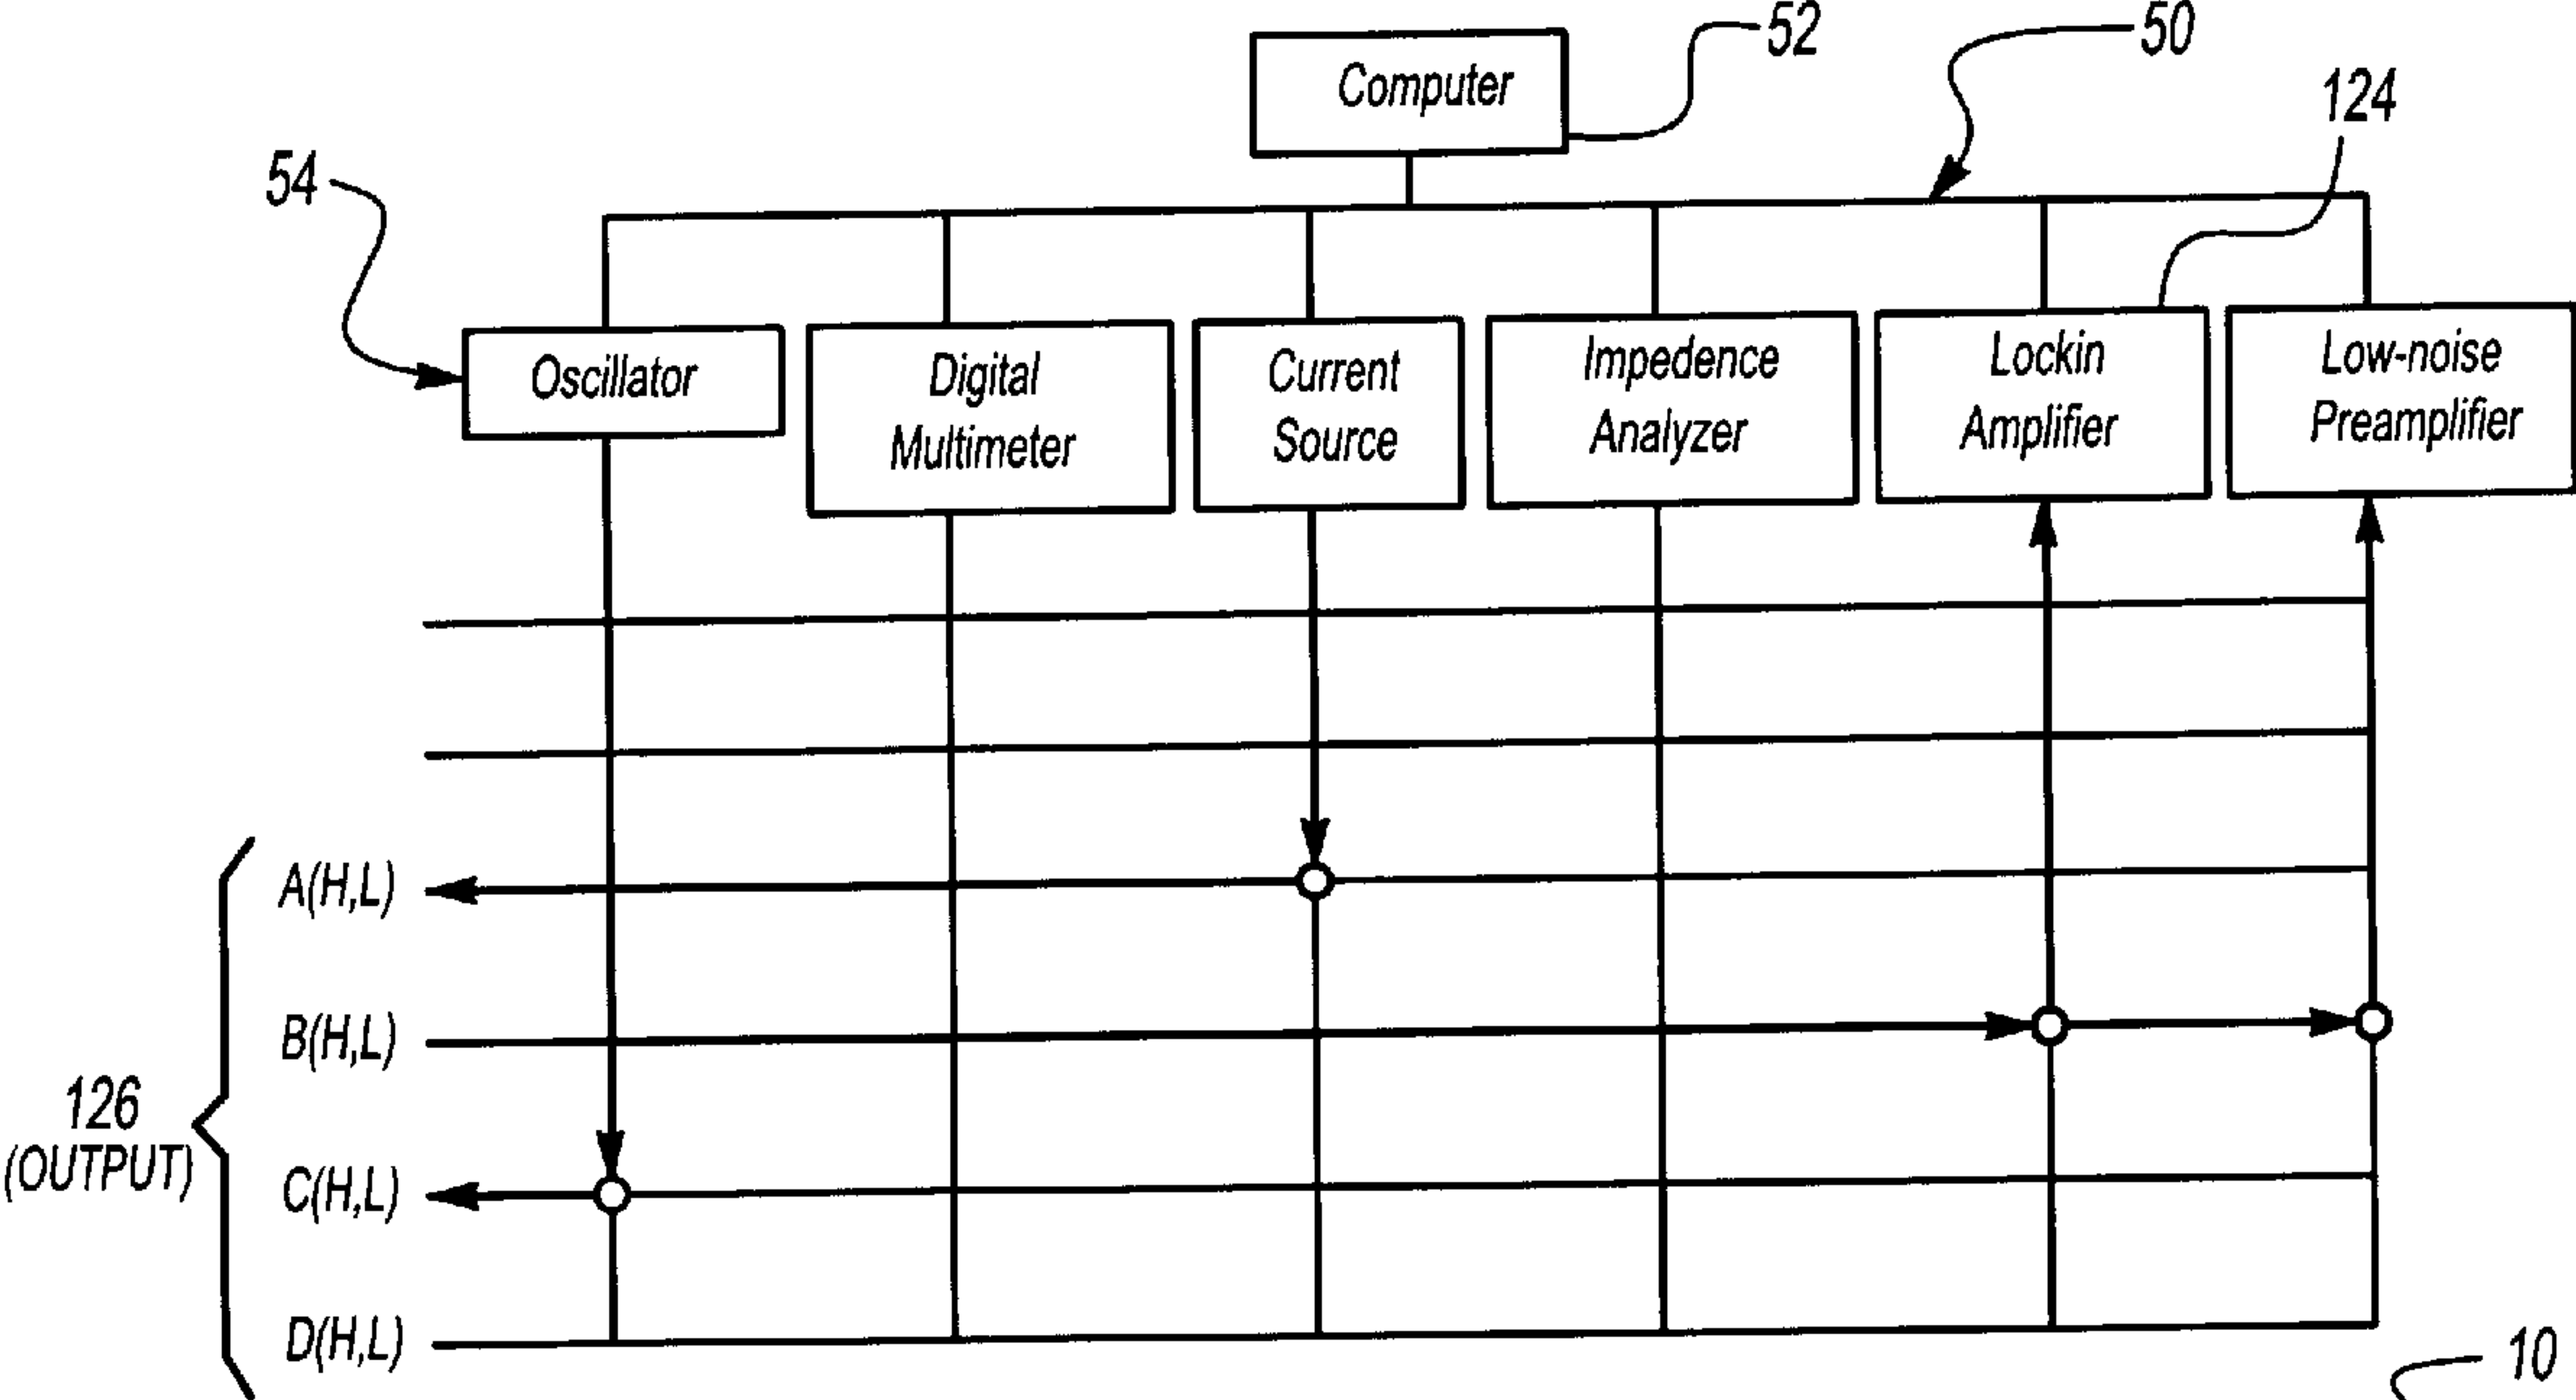 52
50
Computer
124
54
Oscillator
Digital
Multimeter
Current
Source
Impedence
Analyzer
Lockin
Amplifier
Low-noise
Preamplifier
A(H,L)
B(H,L)
126
(OUTPUT)
C(H,L)
D(H,L)
10